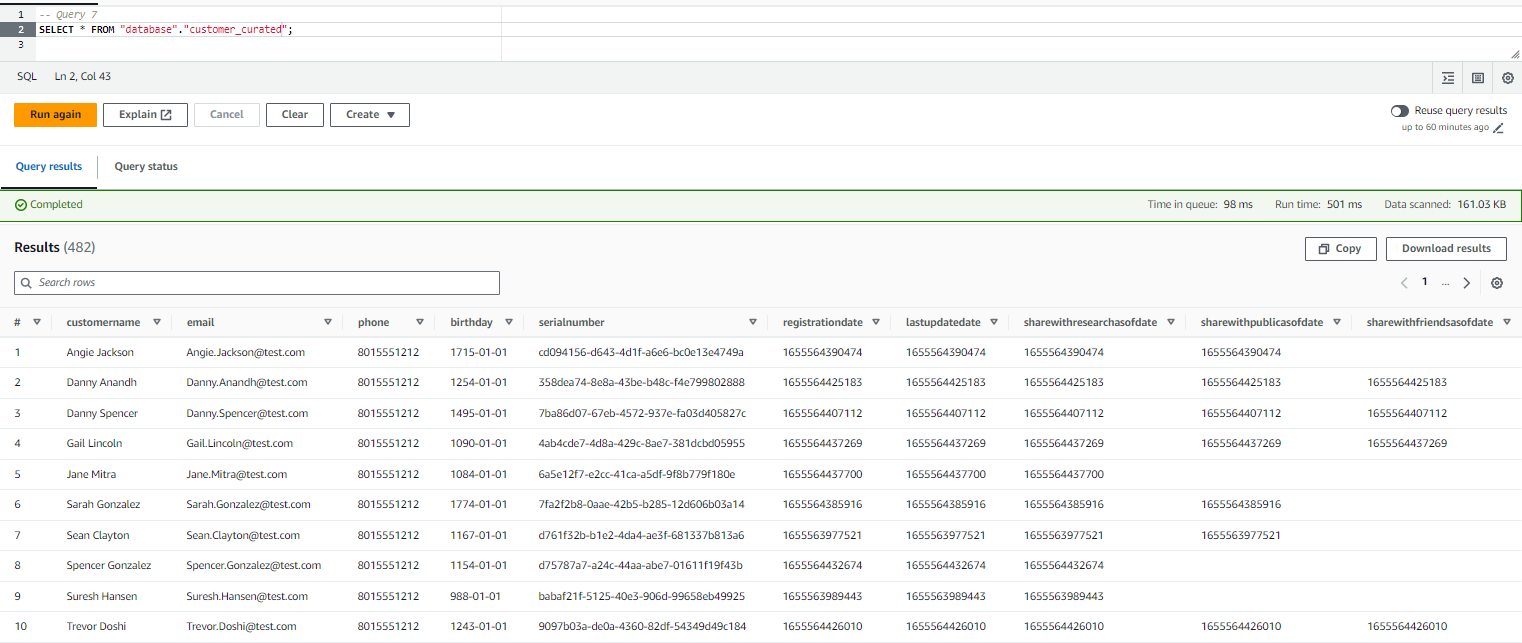 1 -- Query 7
2 SELECT * FROM "database"."customer_curated";
3
SQL Ln 2, Col 43
Run again Explain Cancel Clear Create Reuse query results
up to 60 minutes ago
Query results Query status
Completed Time in queue: 98 ms Run time: 501 ms Data scanned: 161.03 KB
Results (482) Copy Download results
Search rows 1 ...
# customername email phone birthday serialnumber registrationdate lastupdatedate sharewithresearchasofdate sharewithpublicasofdate sharewithfriendsasofdate
1 Angie Jackson Angie.Jackson@test.com 8015551212 1715-01-01 cd094156-d643-4d1f-a6e6-bc0e13e4749a 1655564390474 1655564390474 1655564390474 1655564390474
2 Danny Anandh Danny.Anandh@test.com 8015551212 1254-01-01 358dea74-8e8a-43be-b48c-f4e799802888 1655564425183 1655564425183 1655564425183 1655564425183 1655564425183
3 Danny Spencer Danny.Spencer@test.com 8015551212 1495-01-01 7ba86d07-67eb-4572-937e-fa03d405827c 1655564407112 1655564407112 1655564407112 1655564407112 1655564407112
4 Gail Lincoln Gail.Lincoln@test.com 8015551212 1090-01-01 4ab4cde7-4d8a-429c-8ae7-381dcbd05955 1655564437269 1655564437269 1655564437269 1655564437269 1655564437269
5 Jane Mitra Jane.Mitra@test.com 8015551212 1084-01-01 6a5e12f7-e2cc-41ca-a5df-9f8b779f180e 1655564437700 1655564437700 1655564437700
6 Sarah Gonzalez Sarah.Gonzalez@test.com 8015551212 1774-01-01 7fa2f2b8-0aae-42b5-b285-12d606b03a14 1655564385916 1655564385916 1655564385916 1655564385916
7 Sean Clayton Sean.Clayton@test.com 8015551212 1167-01-01 d761f32b-b1e2-4da4-ae3f-681337b813a6 1655563977521 1655563977521 1655563977521 1655563977521
8 Spencer Gonzalez Spencer.Gonzalez@test.com 8015551212 1154-01-01 d75787a7-a24c-44aa-abe7-01611f19f43b 1655564432674 1655564432674 1655564432674
9 Suresh Hansen Suresh.Hansen@test.com 8015551212 988-01-01 babaf21f-5125-40e3-906d-99658eb49925 1655563989443 1655563989443 1655563989443
10 Trevor Doshi Trevor.Doshi@test.com 8015551212 1243-01-01 9097b03a-de0a-4360-82df-54349d49c184 1655564426010 1655564426010 1655564426010 1655564426010 1655564426010